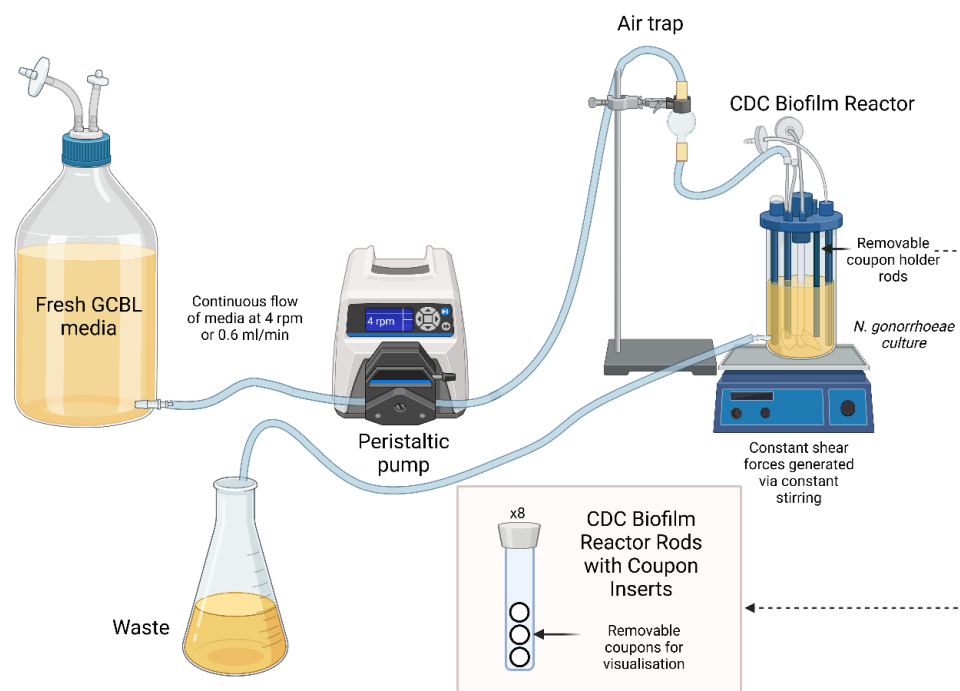 Air trap
CDC Biofilm Reactor
Removable
coupon holder
rods
N. gonorrhoeae
culture
Fresh GCBL
media
Continuous flow
of media at 4 rpm
or 0.6 ml/min
4 rpm
Peristaltic
pump
Constant shear
forces generated
via constant
stirring
Waste
x8
CDC Biofilm
Reactor Rods
with Coupon
Inserts
Removable
coupons for
visualisation